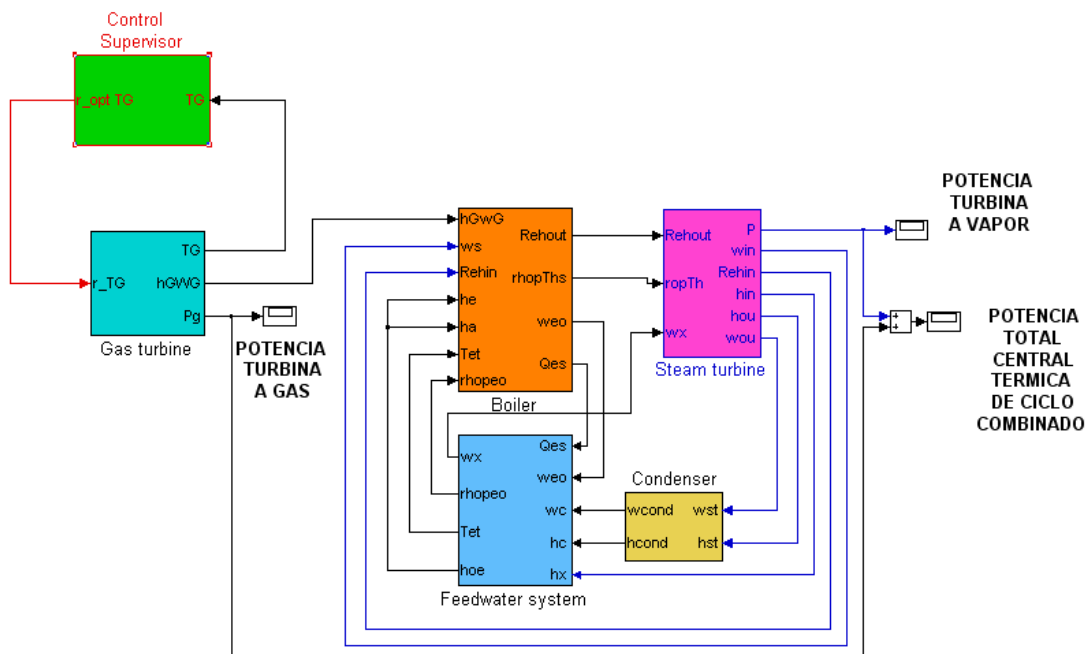 Control
Supervisor
r_opt TG
TG
r_TG
TG
hGWG
Pg
Gas turbine
POTENCIA
TURBINA
A GAS
hGwG
ws
Rehin
he
ha
Tet
rhopeo
Rehout
rhopThs
weo
Qes
Boiler
Rehout
ropTh
wx
P
win
Rehin
hin
hou
wou
Steam turbine
POTENCIA
TURBINA
A VAPOR
+
+
POTENCIA
TOTAL
CENTRAL
TERMICA
DE CICLO
COMBINADO
wx
rhopeo
Tet
hoe
Qes
weo
wc
hc
hx
Feedwater system
Condenser
wcond
hcond
wst
hst